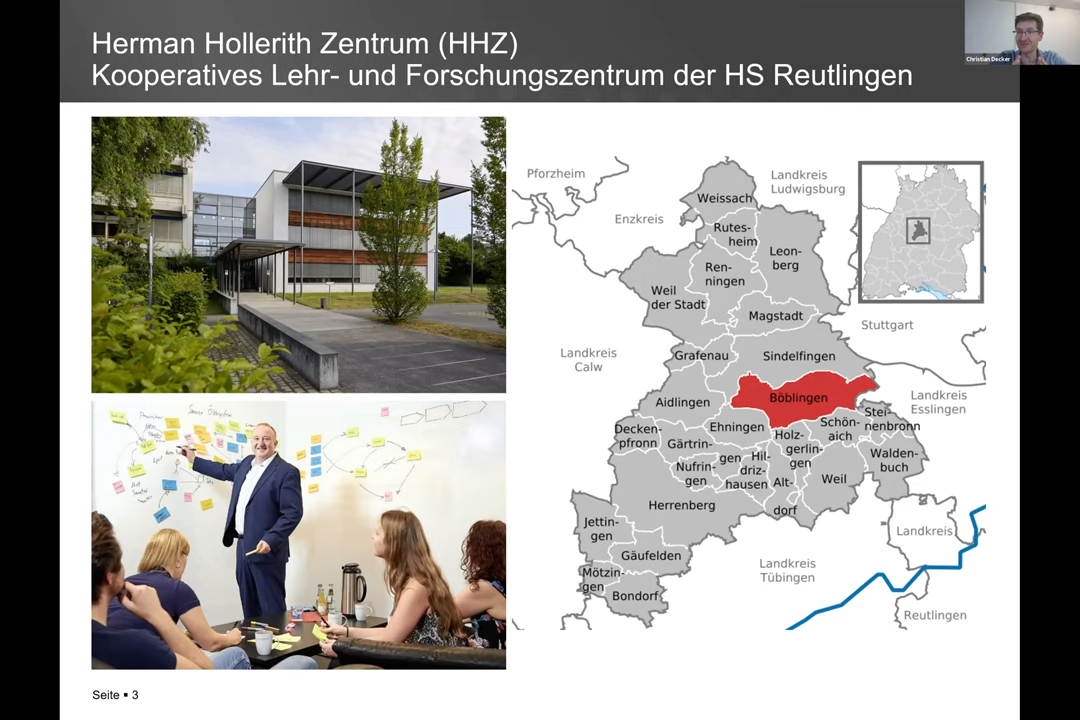 Herman Hollerith Zentrum (HHZ)
Kooperatives Lehr- und Forschungszentrum der HS Reutlingen
Christian Decker
Pforzheim
Enzkreis
Landkreis
Ludwigsburg
Weissach
Rutes-
heim
Leon-
berg
Ren-
ningen
Weil
der Stadt
Magstadt
Stuttgart
Landkreis
Calw
Grafenau
Sindelfingen
Böblingen
Landkreis
Esslingen
Aidlingen
Ehningen
Schön-
aich
Stei-
nenbronn
Decken-
pfronn
Gärtrin-
gen
Holz-
gerlin-
gen
Hil-
driz-
hausen
Walden-
buch
Nufrin-
gen
Alt-
dorf
Weil
Herrenberg
Jettin-
gen
Gäufelden
Mötzin-
gen
Bondorf
Landkreis
Tübingen
Landkreis
Reutlingen
Seite ▪ 3